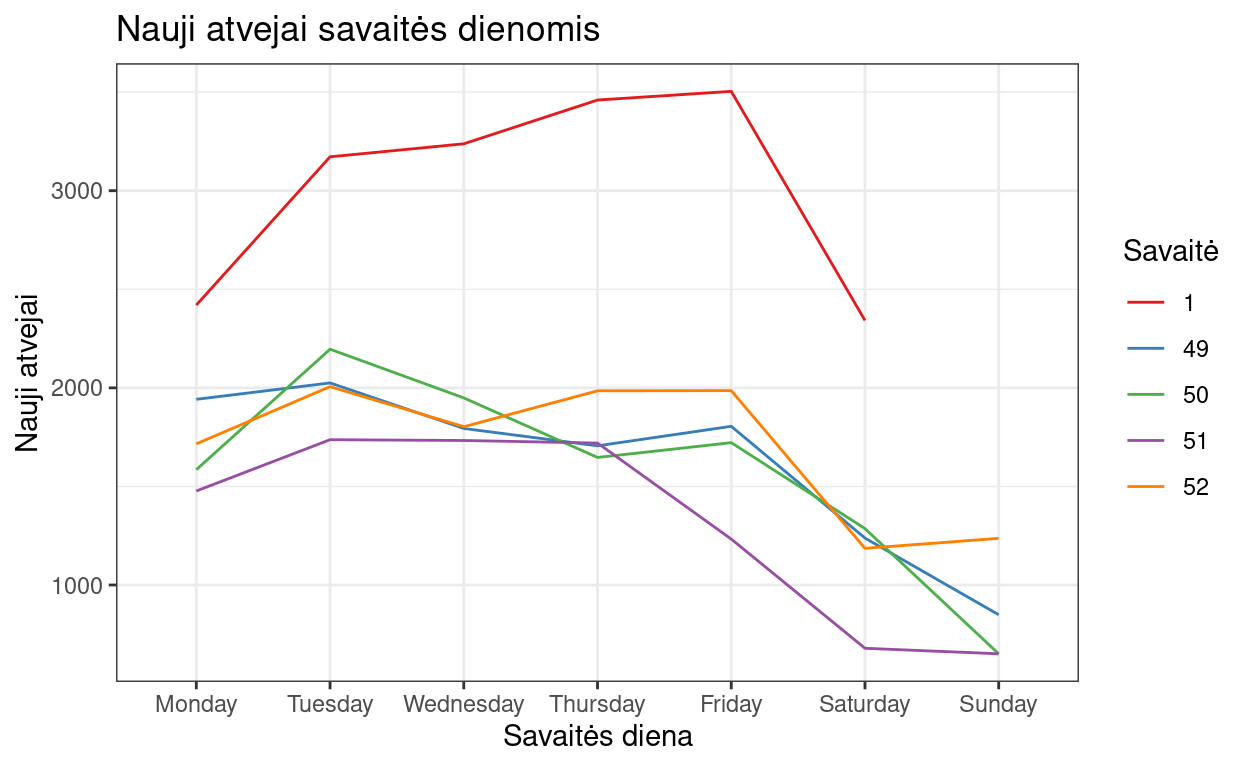 Nauji atvejai savaitės dienomis
Nauji atvejai
3000
2000
1000
Monday Tuesday Wednesday Thursday Friday Saturday Sunday
Savaitės diena
Savaitė
1
49
50
51
52